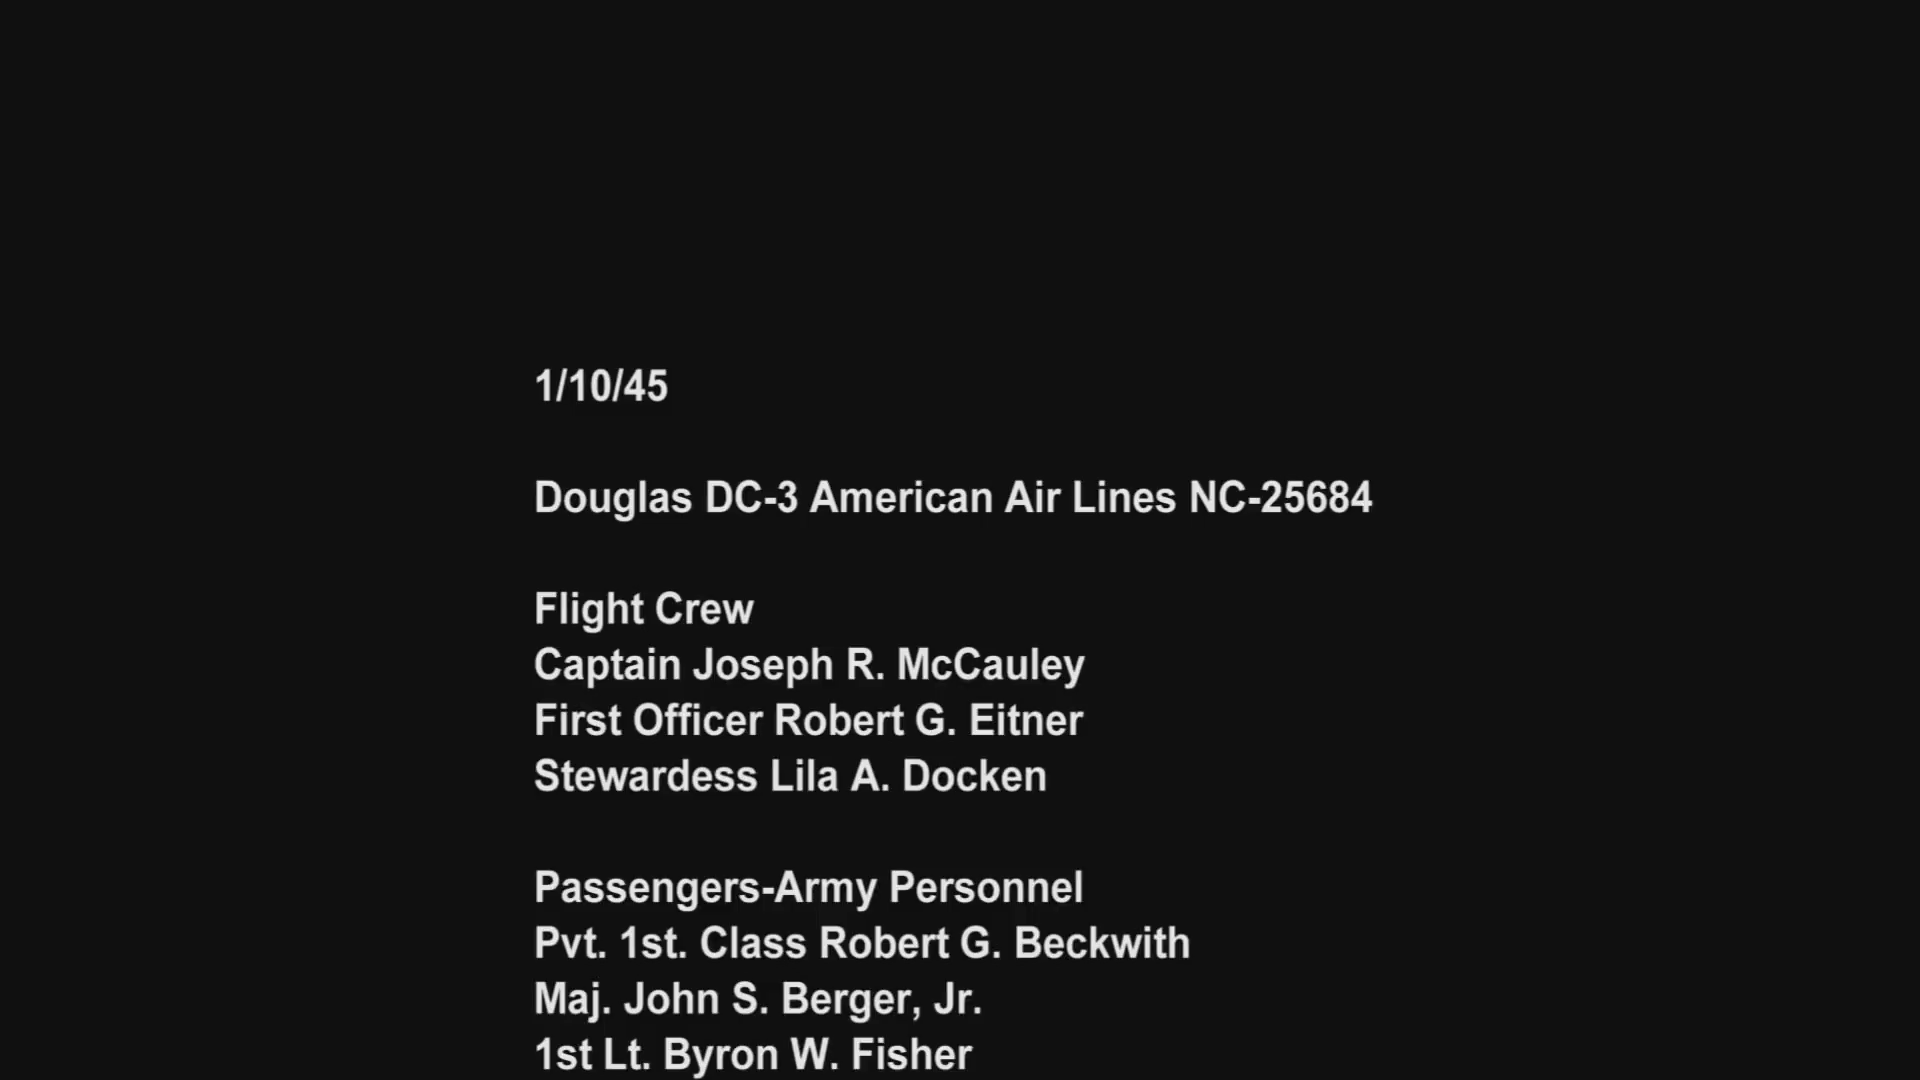 1/10/45
Douglas DC-3 American Air Lines NC-25684
Flight Crew
Captain Joseph R. McCauley
First Officer Robert G. Eitner
Stewardess Lila A. Docken
Passengers-Army Personnel
Pvt. 1st. Class Robert G. Beckwith
Maj. John S. Berger, Jr.
1st Lt. Byron W. Fisher